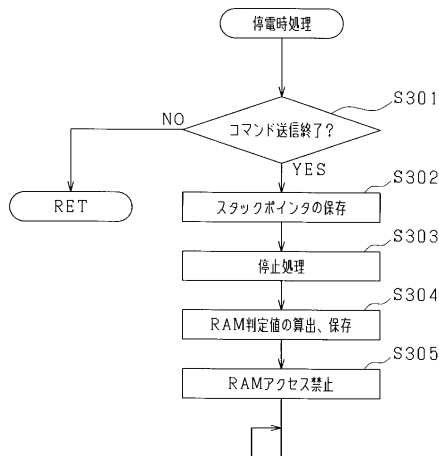 停電時処理
S301
NO
コマンド送信終了?
YES
S302
RET
スタックポインタの保存
S303
停止処理
S304
RAM判定値の算出、保存
S305
RAMアクセス禁止